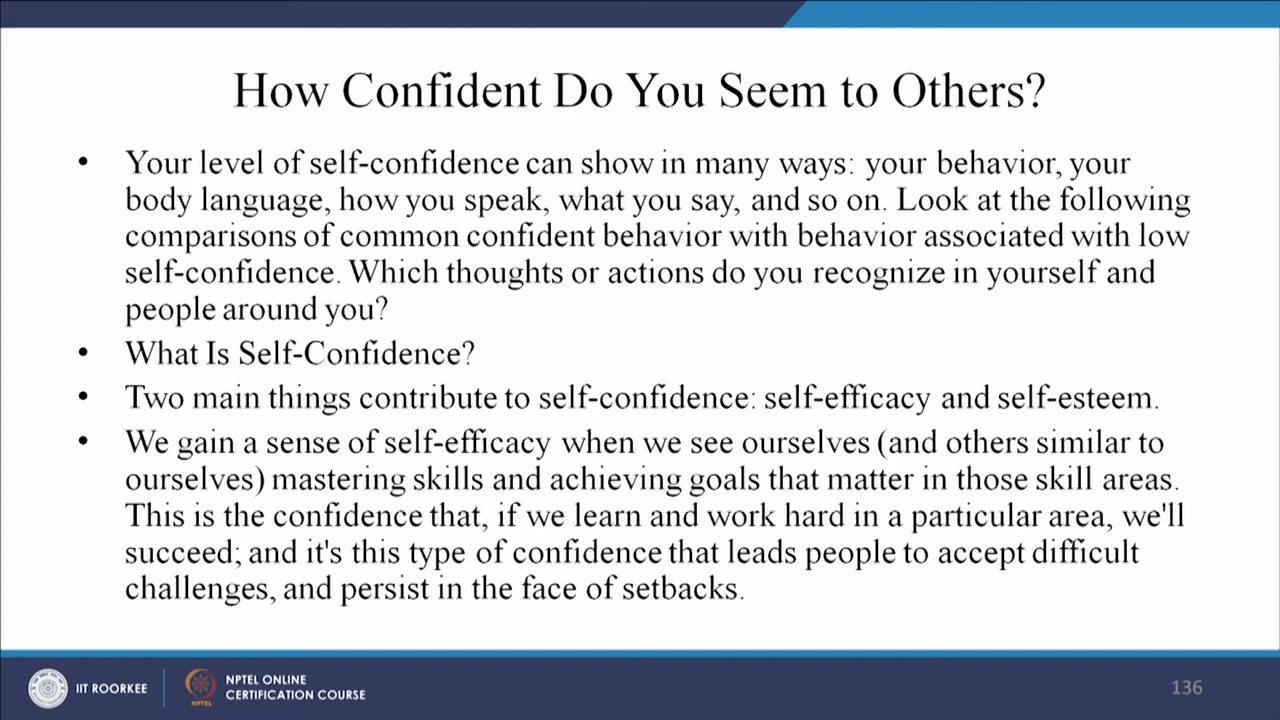 How Confident Do You Seem to Others?
• Your level of self-confidence can show in many ways: your behavior, your
body language, how you speak, what you say, and so on. Look at the following
comparisons of common confident behavior with behavior associated with low
self-confidence. Which thoughts or actions do you recognize in yourself and
people around you?
• What Is Self-Confidence?
• Two main things contribute to self-confidence: self-efficacy and self-esteem.
• We gain a sense of self-efficacy when we see ourselves (and others similar to
ourselves) mastering skills and achieving goals that matter in those skill areas.
This is the confidence that, if we learn and work hard in a particular area, we'll
succeed; and it's this type of confidence that leads people to accept difficult
challenges, and persist in the face of setbacks.
IIT ROORKEE
NPTEL
NPTEL ONLINE
CERTIFICATION COURSE
136